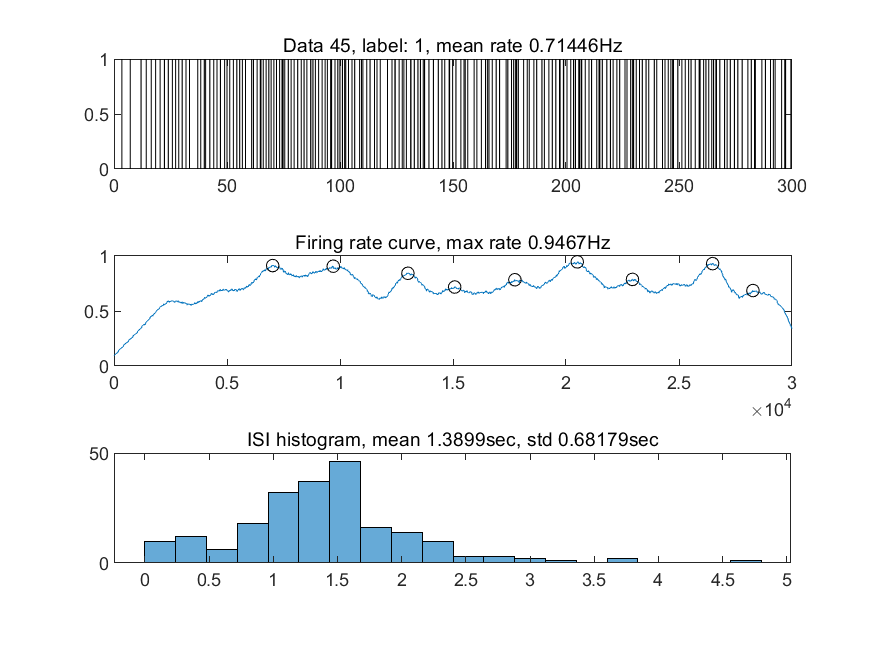 Data 45, label: 1, mean rate 0.71446Hz
1
0.5
0
0 50 100 150 200 250 300
Firing rate curve, max rate 0.9467Hz
1
0.5
0
0 0.5 1 1.5 2 2.5 3
×10⁴
ISI histogram, mean 1.3899sec, std 0.68179sec
50
0
0 0.5 1 1.5 2 2.5 3 3.5 4 4.5 5